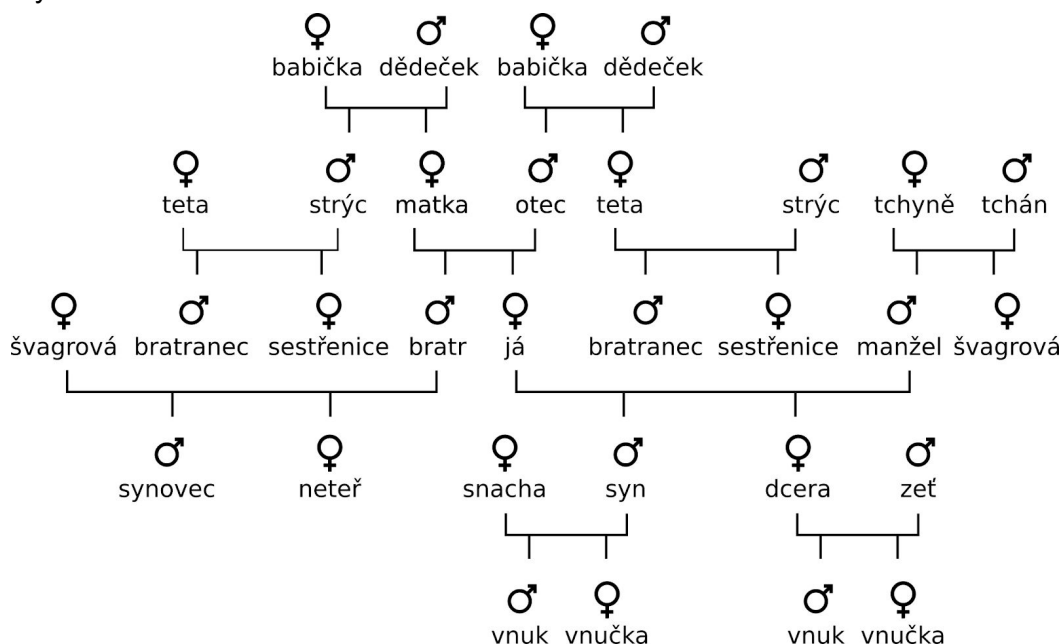 babička dědeček babička dědeček
teta strýc matka otec teta strýc tchyně tchán
švagrová bratranec sestřenice bratr já bratranec sestřenice manžel švagrová
synovec neteř snacha syn dcera zeť
vnuk vnučka vnuk vnučka